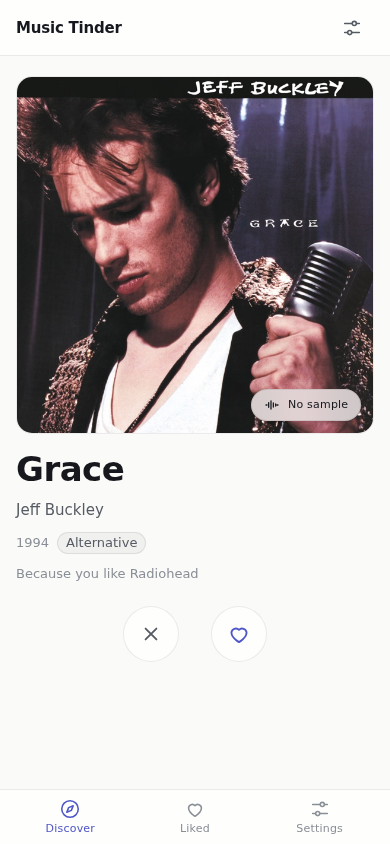 Music Tinder
JEFF BUCKLEY
GRACE
No sample
Grace
Jeff Buckley
1994 Alternative
Because you like Radiohead
Discover Liked Settings